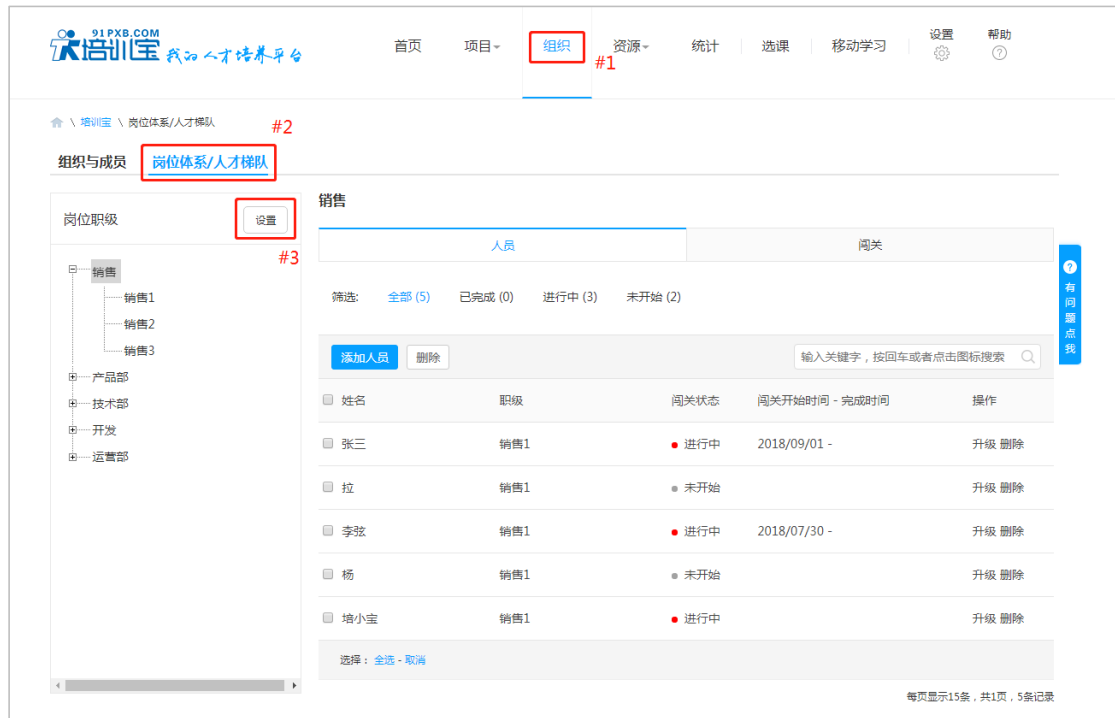 91PXB.COM
培训宝 我的人才培养平台
首页 项目 组织 资源 统计 选课 移动学习 设置 帮助
#1
\ 培训宝 \ 岗位体系/人才梯队
#2
组织与成员 岗位体系/人才梯队
岗位职级 设置
#3
销售
销售1
销售2
销售3
产品部
技术部
开发
运营部
销售
人员 闯关
筛选: 全部 (5) 已完成 (0) 进行中 (3) 未开始 (2)
添加人员 删除 输入关键字，按回车或者点击图标搜索
姓名 职级 闯关状态 闯关开始时间 - 完成时间 操作
张三 销售1 进行中 2018/09/01 - 升级 删除
拉 销售1 未开始 升级 删除
李弦 销售1 进行中 2018/07/30 - 升级 删除
杨 销售1 未开始 升级 删除
培小宝 销售1 进行中 升级 删除
选择： 全选 - 取消
每页显示15条，共1页，5条记录
?
有问题点我